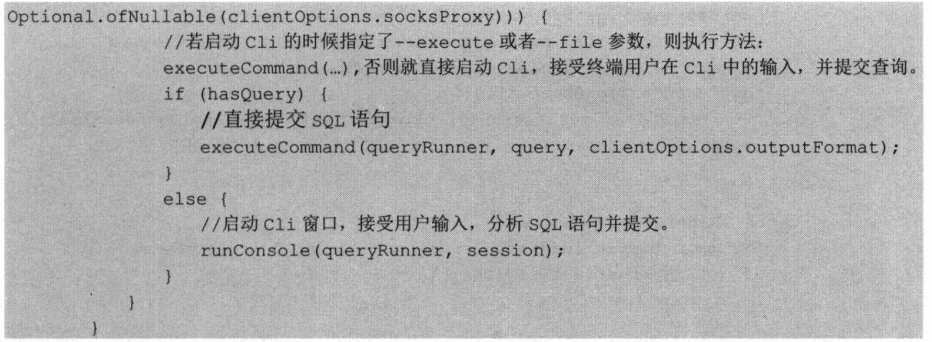 Optional.ofNullable(clientOptions.socksProxy))) {
//若启动 Cli 的时候指定了--execute 或者--file 参数，则执行方法：
executeCommand(…),否则就直接启动 Cli，接受终端用户在 Cli 中的输入，并提交查询。
if (hasQuery) {
//直接提交 SQL 语句
executeCommand(queryRunner, query, clientOptions.outputFormat);
}
else {
//启动 Cli 窗口，接受用户输入，分析 SQL 语句并提交。
runConsole(queryRunner, session);
}
}
}